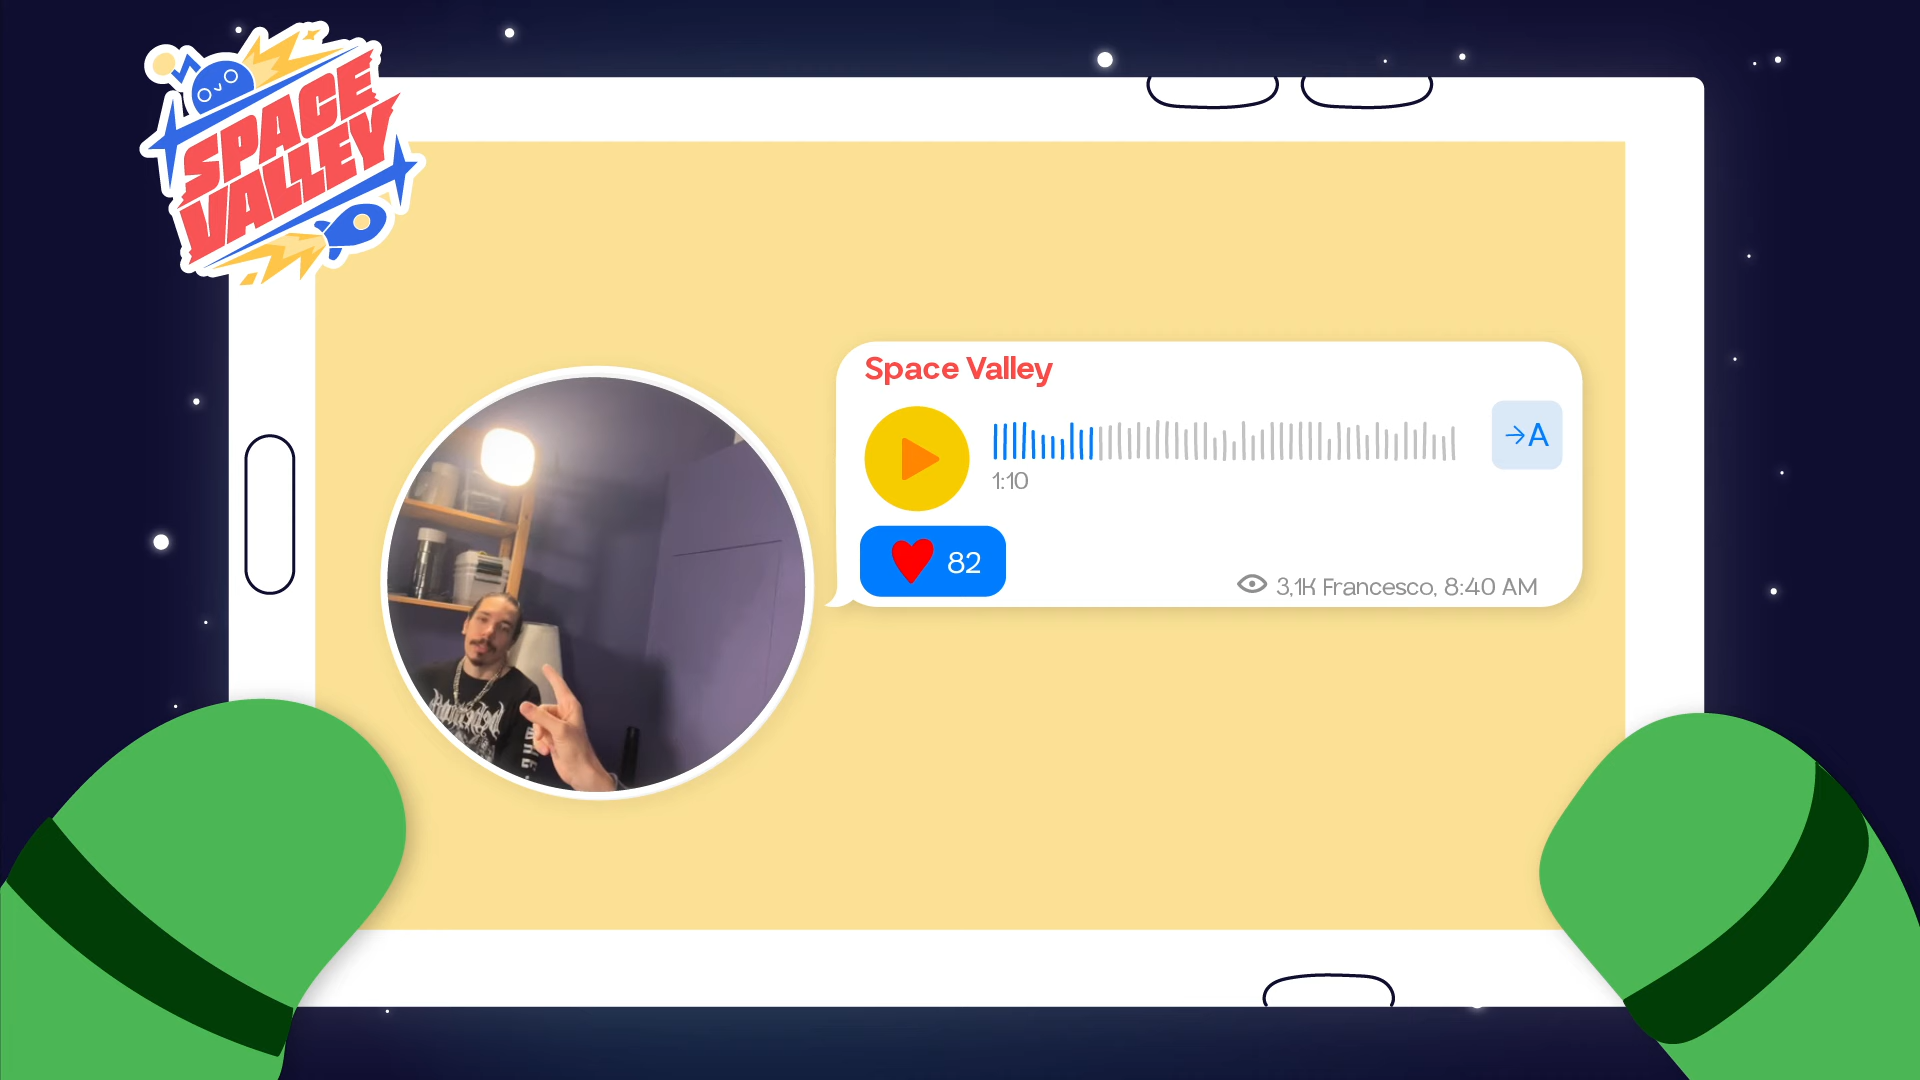 SPACE
VALLEY
Space Valley
→A
1:10
82
3,1K Francesco, 8:40 AM